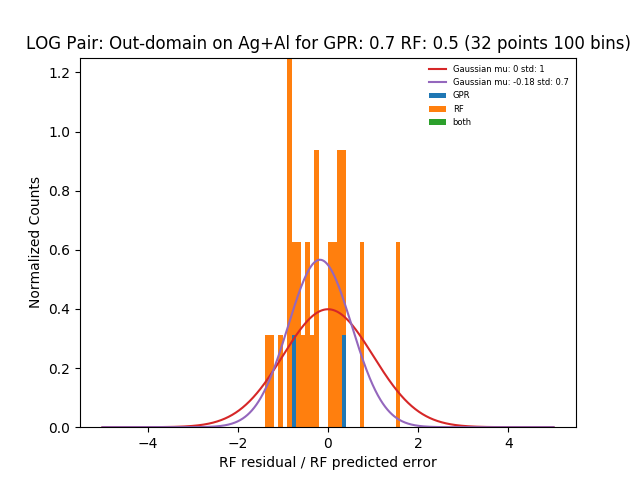 LOG Pair: Out-domain on Ag+Al for GPR: 0.7 RF: 0.5 (32 points 100 bins)
Gaussian mu: 0 std: 1
Gaussian mu: -0.18 std: 0.7
GPR
RF
both
Normalized Counts
1.2
1.0
0.8
0.6
0.4
0.2
0.0
−4
−2
0
2
4
RF residual / RF predicted error